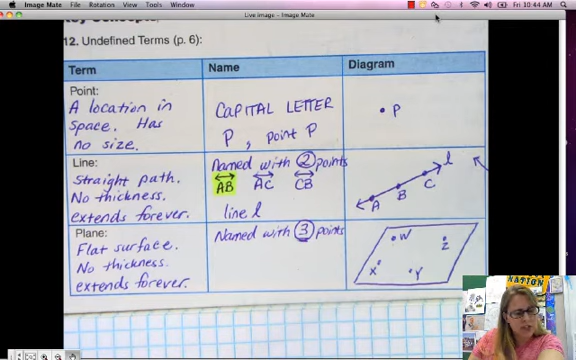 Image Mate File Rotation View Tools Window
Fri 10:44 AM
Live Image - Image Mate
Key Concepts
12. Undefined Terms (p. 6):
Term Name Diagram
Point:
A location in
space. Has
no size.
CAPITAL LETTER
P, point P
P
Line:
Straight path.
No thickness.
extends forever.
Named with 2 points
AB AC CB
line l
A B C l
Plane:
Flat surface.
No thickness.
extends forever.
Named with 3 points
W Z
X Y